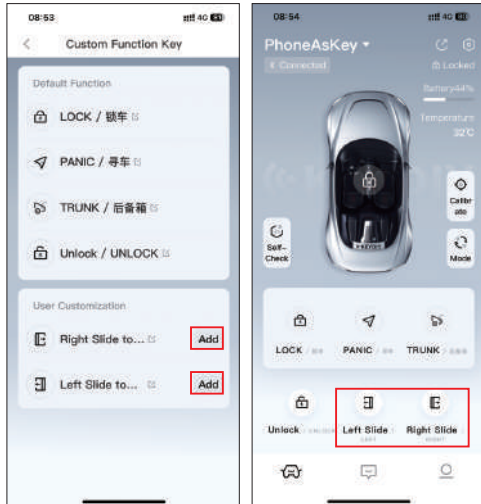 08:53
4G
Custom Function Key
Default Function
LOCK / 锁车
PANIC / 寻车
TRUNK / 后备箱
Unlock / UNLOCK
User Customization
Right Slide to...
Add
Left Slide to...
Add
08:54
4G
PhoneAsKey
Connected
Locked
Battery44%
Temperature
32℃
Calibr-
ate
Self-
Check
Mode
LOCK /
PANIC /
TRUNK /
Unlock /
Left Slide
Right Slide